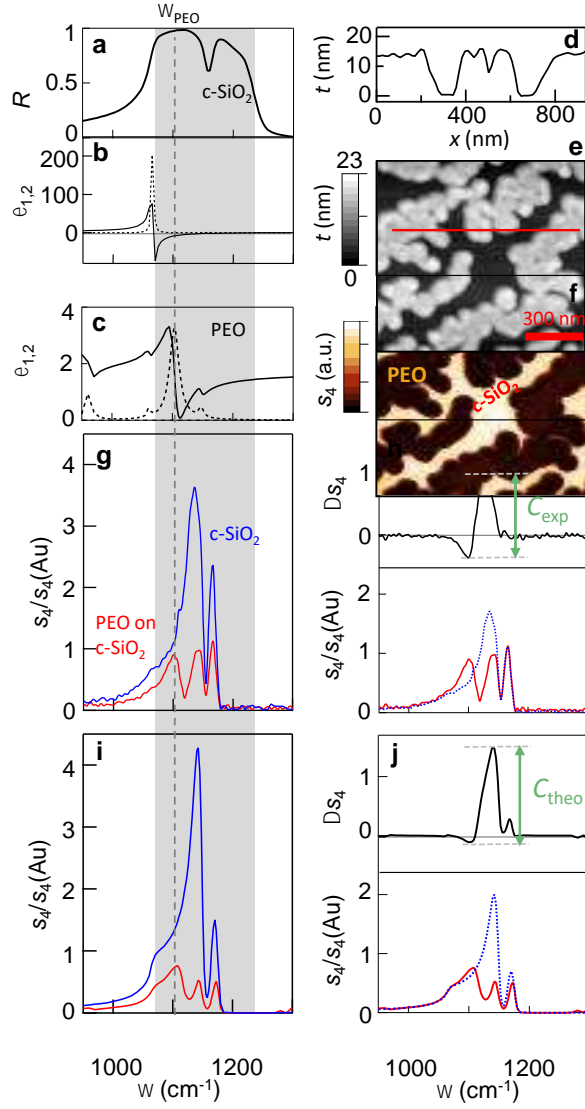 W_PEO
a
1
0.5
0
R
c-SiO₂
b
200
100
0
e₁,₂
c
PEO
4
2
0
e₁,₂
g
4
3
2
1
0
s₄/s₄(Au)
c-SiO₂
PEO on
c-SiO₂
i
4
3
2
1
0
s₄/s₄(Au)
1000
1200
W (cm⁻¹)
d
20
10
0
t (nm)
0
400
800
x (nm)
e
23
t (nm)
0
f
300 nm
s₄ (a.u.)
PEO
c-SiO₂
h
1
0
Ds₄
C_exp
2
1
0
s₄/s₄(Au)
j
1
0
Ds₄
C_theo
2
1
0
s₄/s₄(Au)
1000
1200
W (cm⁻¹)